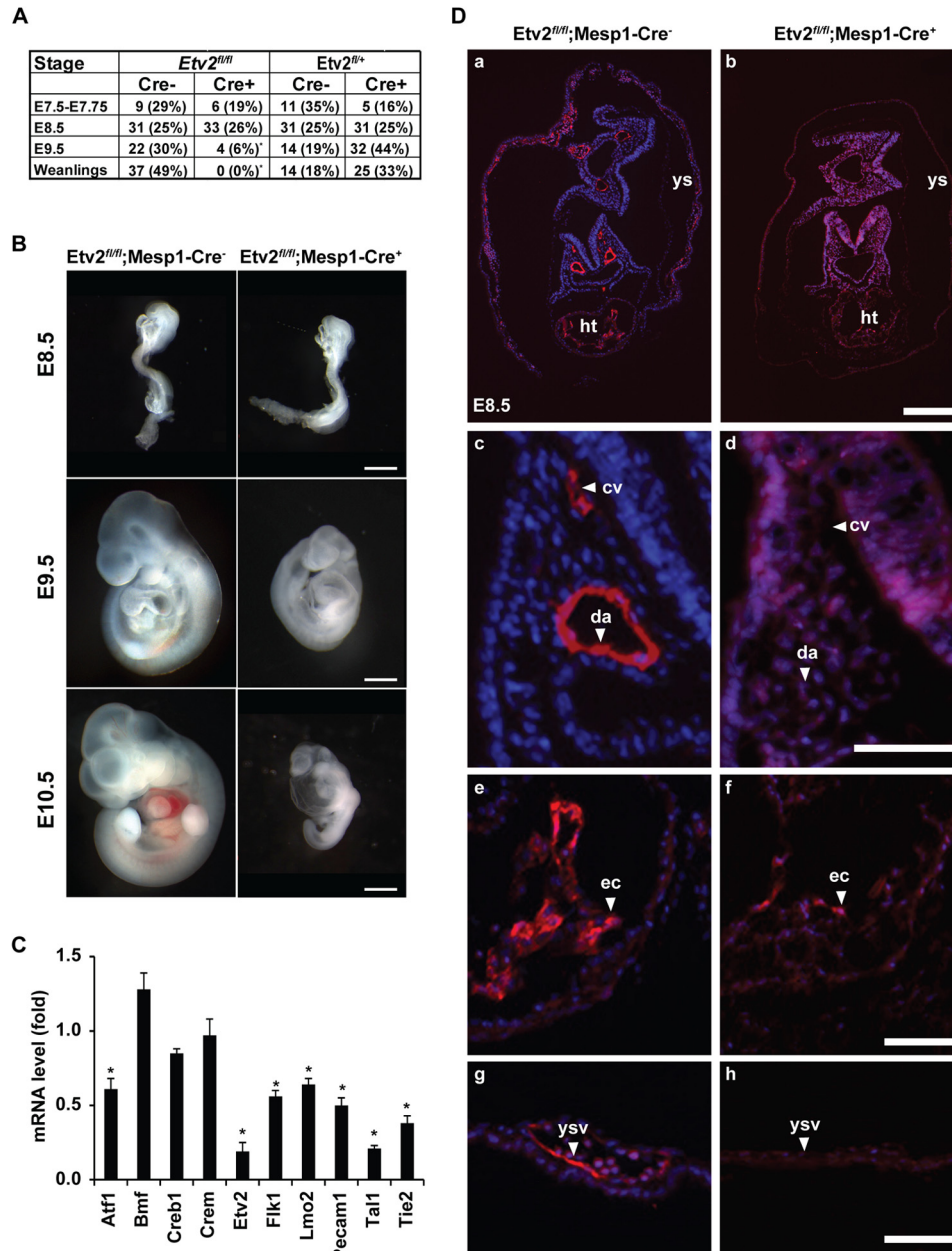 A
Stage Etv2fl/fl Etv2fl/+
Cre- Cre+ Cre- Cre+
E7.5-E7.75 9 (29%) 6 (19%) 11 (35%) 5 (16%)
E8.5 31 (25%) 33 (26%) 31 (25%) 31 (25%)
E9.5 22 (30%) 4 (6%)* 14 (19%) 32 (44%)
Weanlings 37 (49%) 0 (0%)* 14 (18%) 25 (33%)
B
Etv2fl/fl;Mesp1-Cre- Etv2fl/fl;Mesp1-Cre+
E8.5
E9.5
E10.5
C
mRNA level (fold)
1.5
1.0
0.5
0.0
* * * * * * *
Atf1 Bmf Creb1 Crem Etv2 Flk1 Lmo2 Pecam1 Tal1 Tie2
D
Etv2fl/fl;Mesp1-Cre- Etv2fl/fl;Mesp1-Cre+
a b
ys ys
ht ht
E8.5
c d
cv cv
da da
e f
ec ec
g h
ysv ysv